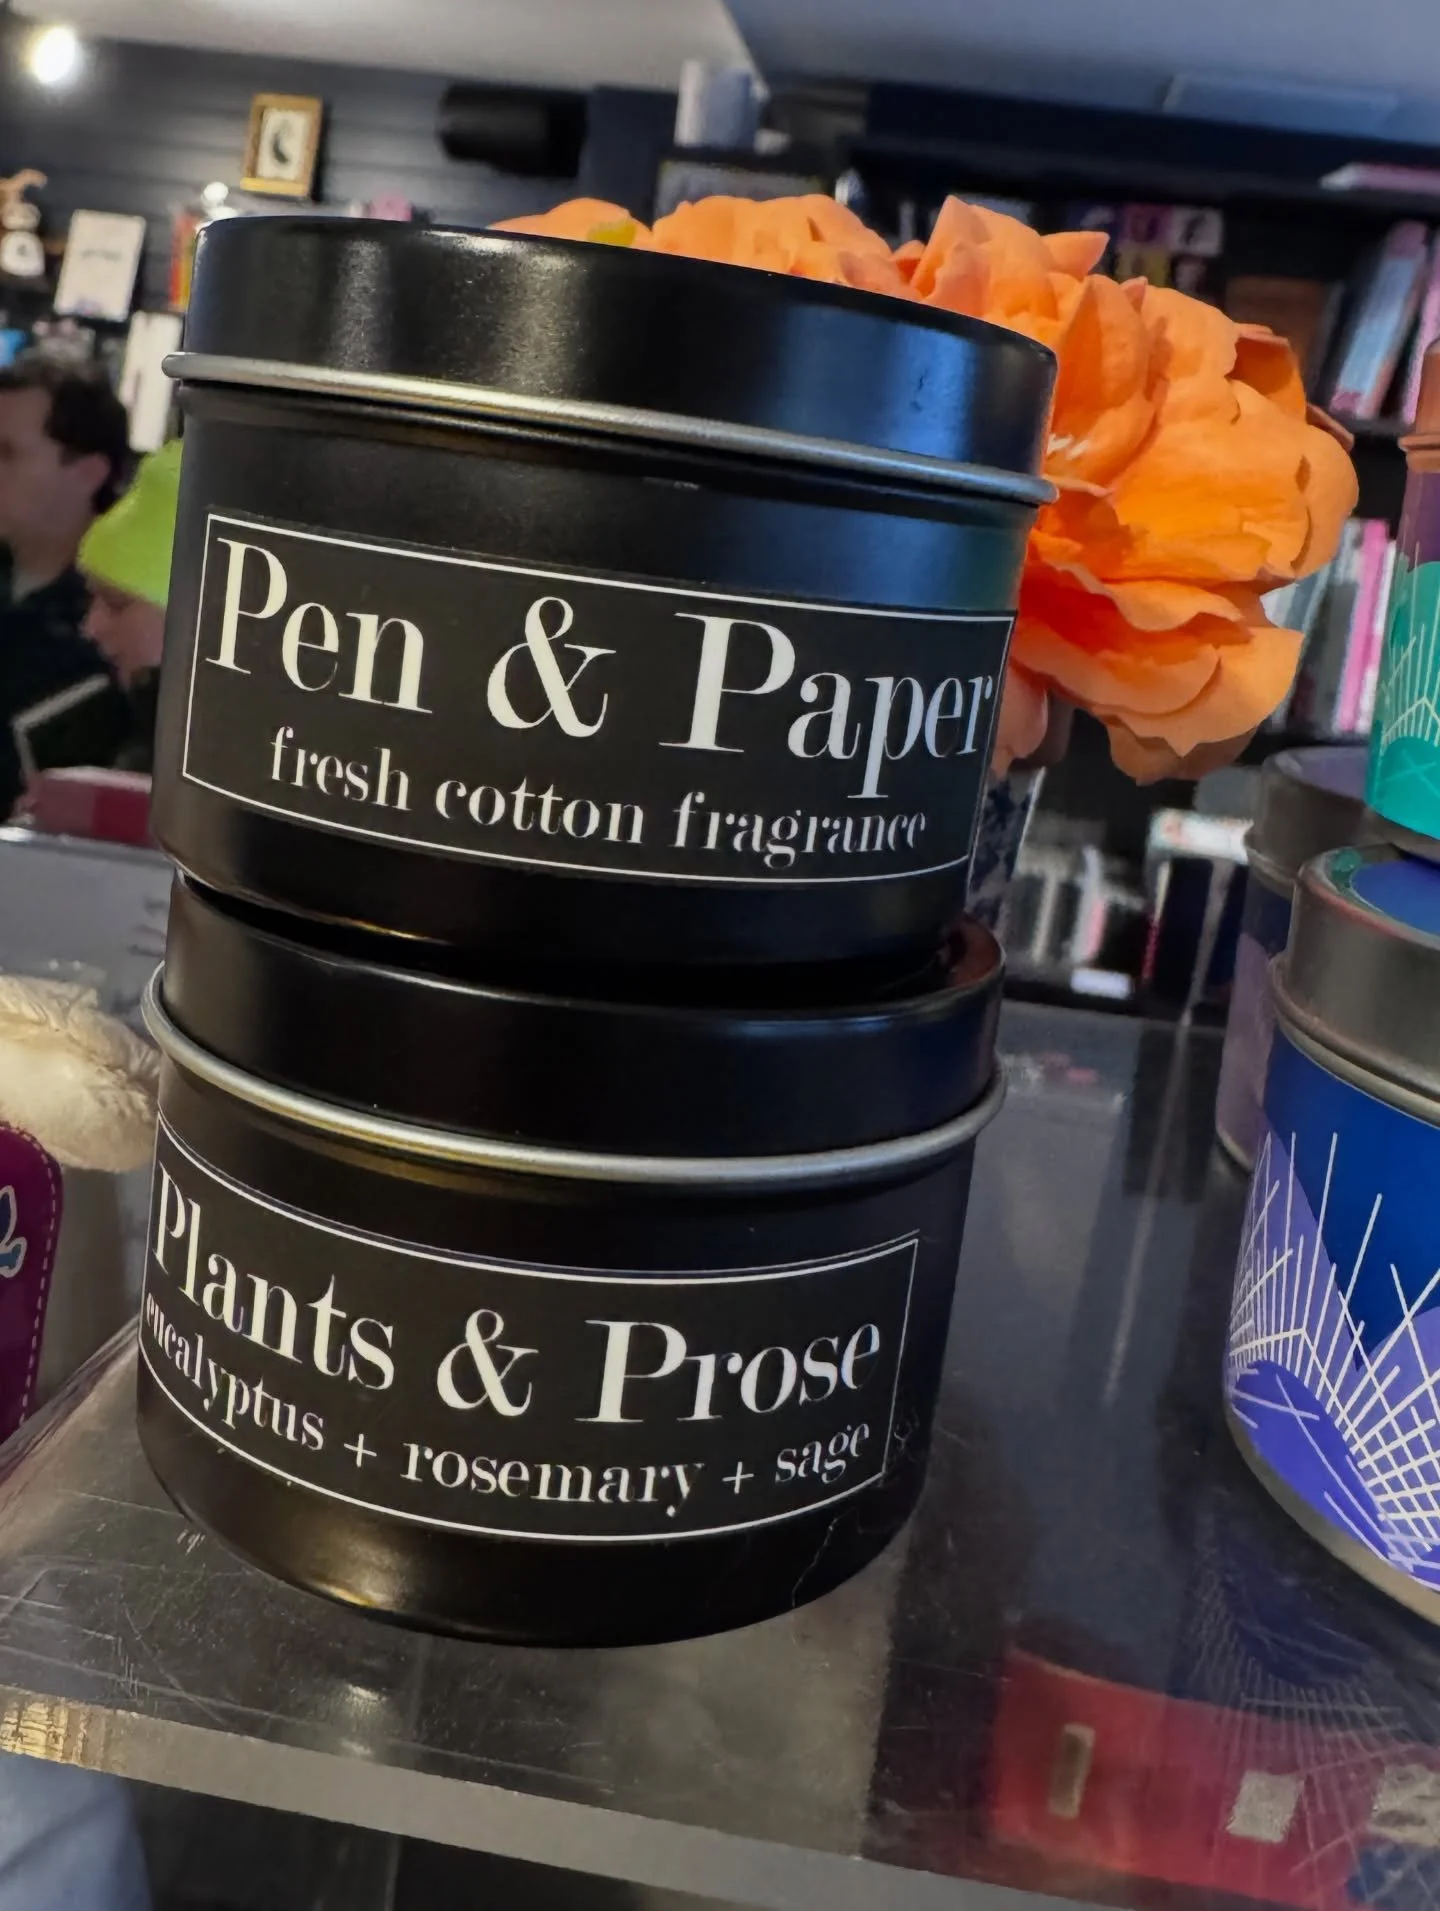 Pen & Paper
fresh cotton fragrance
Plants & Prose
eucalyptus + rosemary + sage